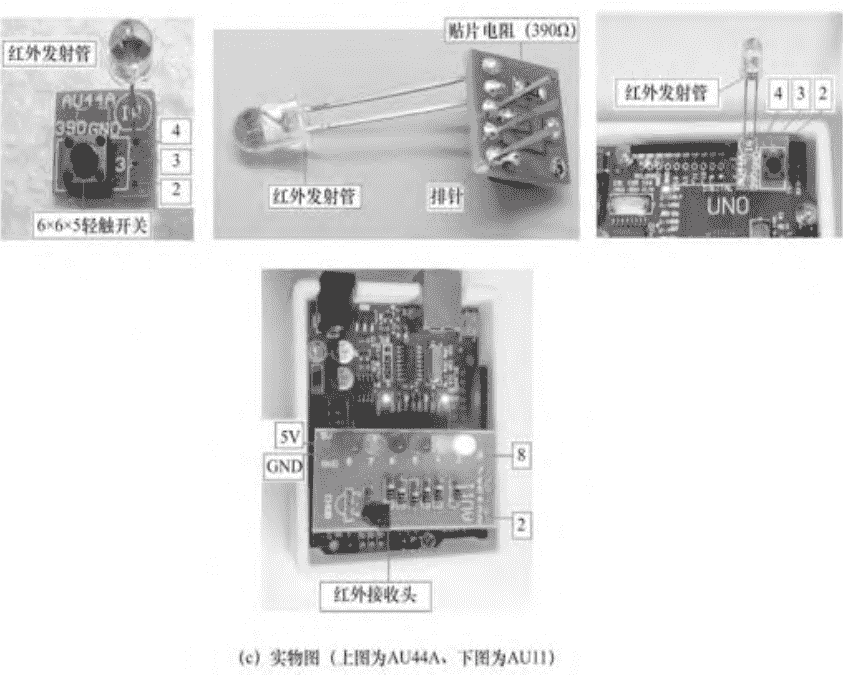 红外发射管
AU44A
390 GND
3
4
3
2
6×6×5轻触开关
贴片电阻（390Ω）
红外发射管
排针
红外发射管
4 3 2
UNO
5V
GND
8
AU11
2
红外接收头
(c) 实物图（上图为AU44A、下图为AU11）